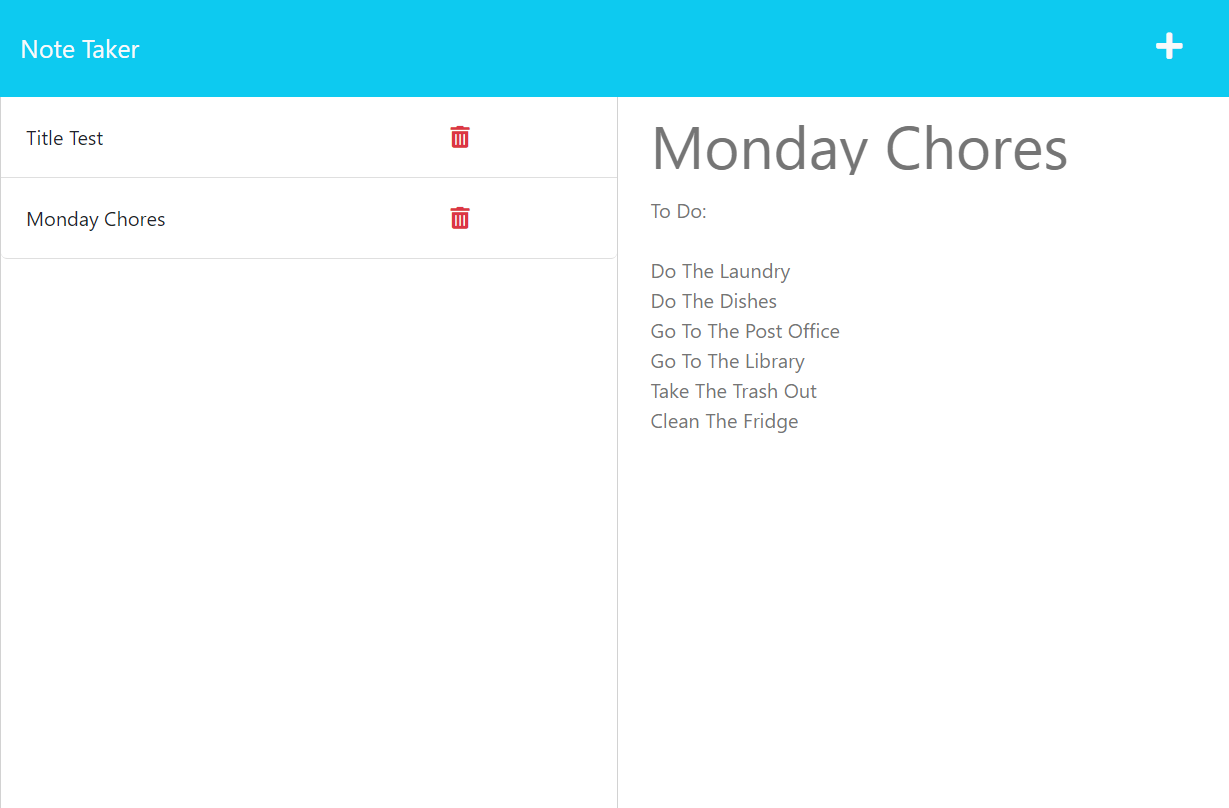 Note Taker
Title Test
Monday Chores
Monday Chores
To Do:
Do The Laundry
Do The Dishes
Go To The Post Office
Go To The Library
Take The Trash Out
Clean The Fridge